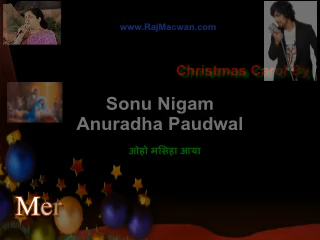 www.RajMacwan.com
Christmas Carol By
Sonu Nigam
Anuradha Paudwal
ओहो मसिहा आया
Mer